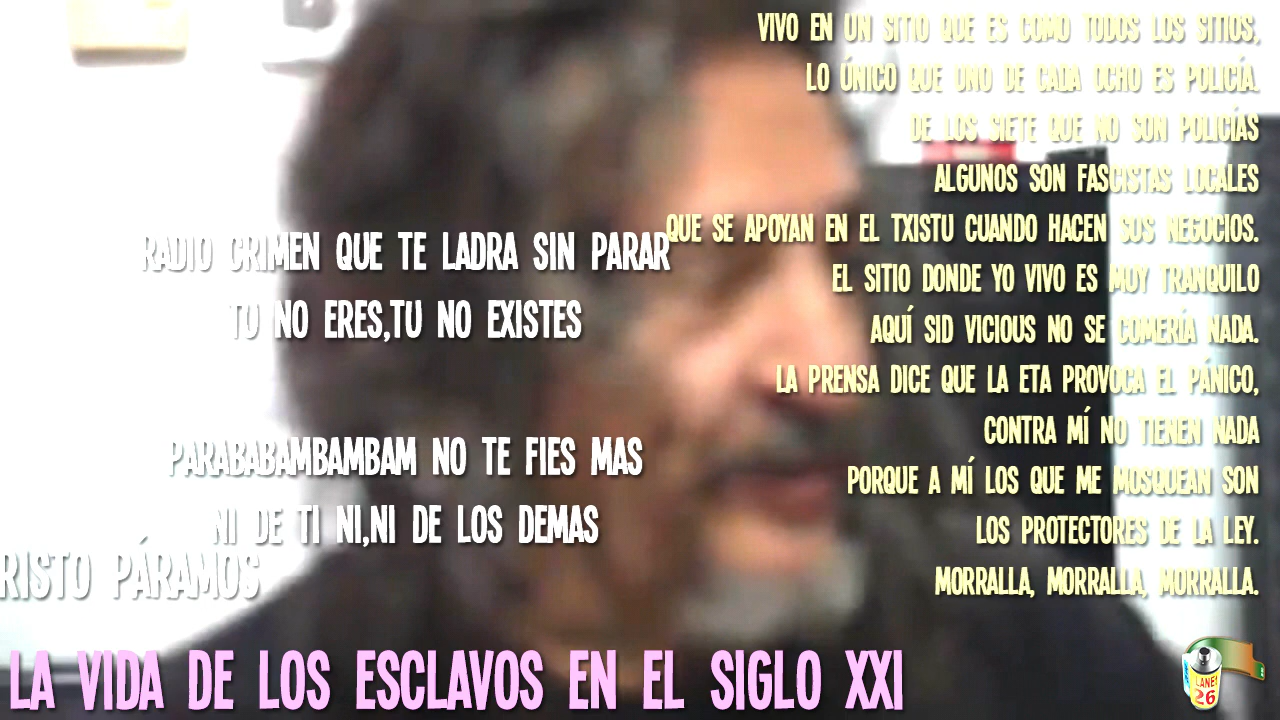 VIVO EN UN SITIO QUE ES COMO TODOS LOS SITIOS,
LO ÚNICO QUE UNO DE CADA OCHO ES POLICÍA.
DE LOS SIETE QUE NO SON POLICÍAS
ALGUNOS SON FASCISTAS LOCALES
QUE SE APOYAN EN EL TXISTU CUANDO HACEN SUS NEGOCIOS.
EL SITIO DONDE YO VIVO ES MUY TRANQUILO
AQUÍ SID VICIOUS NO SE COMERÍA NADA.
LA PRENSA DICE QUE LA ETA PROVOCA EL PÁNICO,
CONTRA MÍ NO TIENEN NADA
PORQUE A MÍ LOS QUE ME MOSQUEAN SON
LOS PROTECTORES DE LA LEY.
MORRALLA, MORRALLA, MORRALLA.
RADIO CRIMEN QUE TE LADRA SIN PARAR
TU NO ERES,TU NO EXISTES
PARABABAMBAMBAM NO TE FIES MAS
NI DE TI NI,NI DE LOS DEMAS
RISTO PÁRAMOS
LA VIDA DE LOS ESCLAVOS EN EL SIGLO XXI
LANET
26